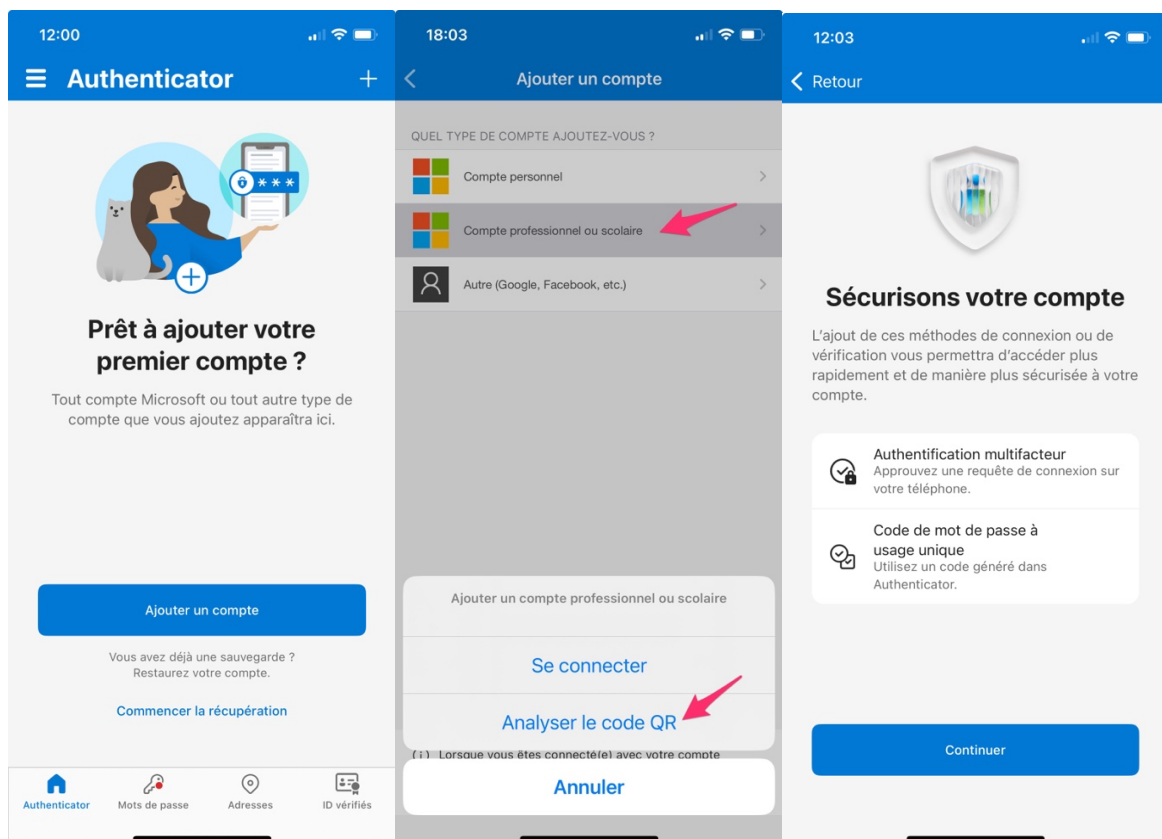 12:00
Authenticator
Prêt à ajouter votre
premier compte ?
Tout compte Microsoft ou tout autre type de
compte que vous ajoutez apparaîtra ici.
Ajouter un compte
Vous avez déjà une sauvegarde ?
Restaurez votre compte.
Commencer la récupération
Authenticator
Mots de passe
Adresses
ID vérifiés
18:03
Ajouter un compte
QUEL TYPE DE COMPTE AJOUTEZ-VOUS ?
Compte personnel
Compte professionnel ou scolaire
Autre (Google, Facebook, etc.)
Ajouter un compte professionnel ou scolaire
Se connecter
Analyser le code QR
(i) Lorsque vous êtes connecté(e) avec votre compte
Annuler
12:03
Retour
Sécurisons votre compte
L'ajout de ces méthodes de connexion ou de
vérification vous permettra d'accéder plus
rapidement et de manière plus sécurisée à votre
compte.
Authentification multifacteur
Approuvez une requête de connexion sur
votre téléphone.
Code de mot de passe à
usage unique
Utilisez un code généré dans
Authenticator.
Continuer